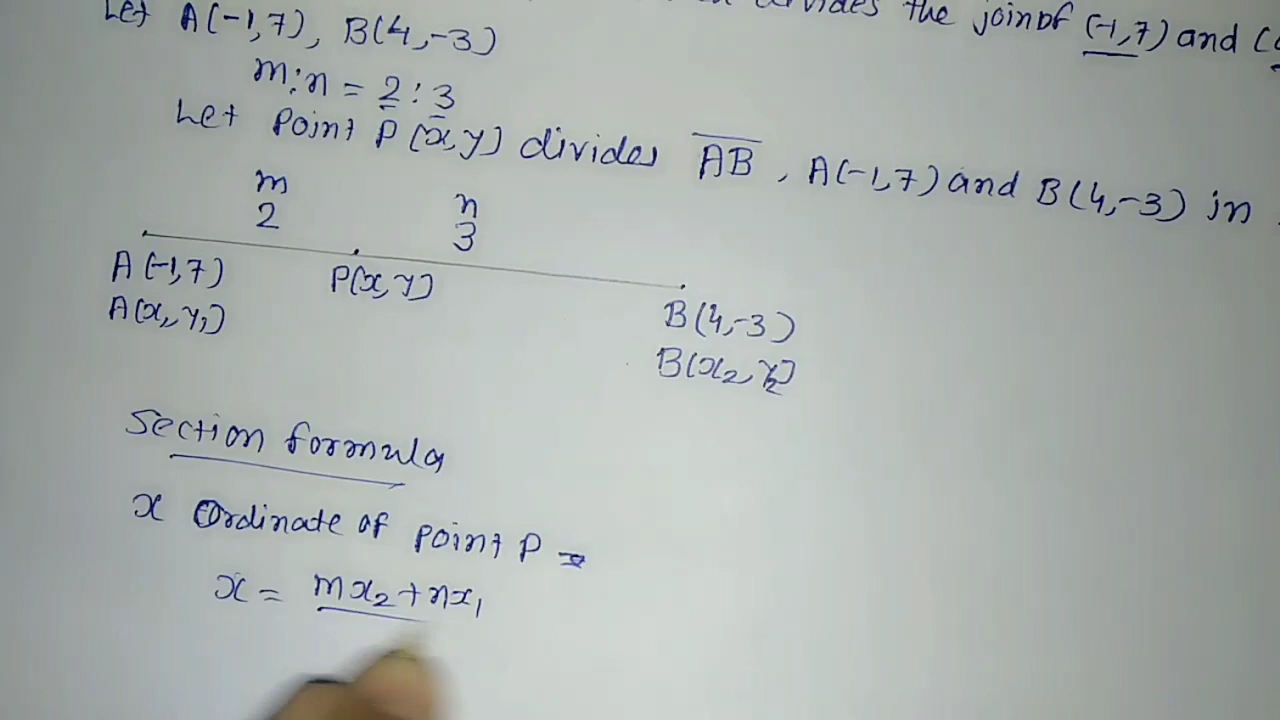 divides the join of (-1,7) and (4
Let A(-1,7), B(4,-3)
m:n = 2:3
Let Point P(x,y) divides AB, A(-1,7) and B(4,-3) in
m n
2 3
A(-1,7) P(x,y) B(4,-3)
A(x₁,y₁) B(x₂,y₂)
Section formula
x Ordinate of point P =
x = mx₂+nx₁